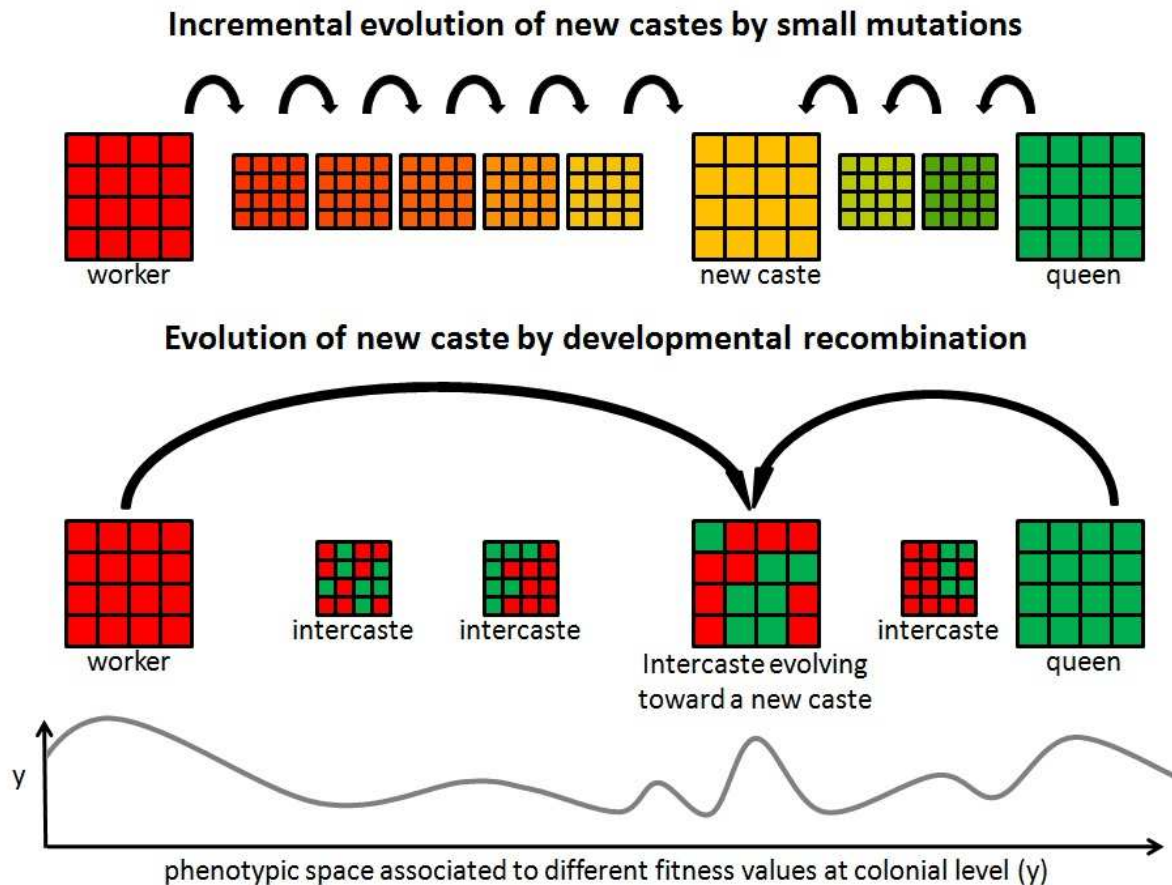 Incremental evolution of new castes by small mutations
worker
new caste
queen
Evolution of new caste by developmental recombination
intercaste
intercaste
intercaste
worker
Intercaste evolving
toward a new caste
queen
y
phenotypic space associated to different fitness values at colonial level (y)